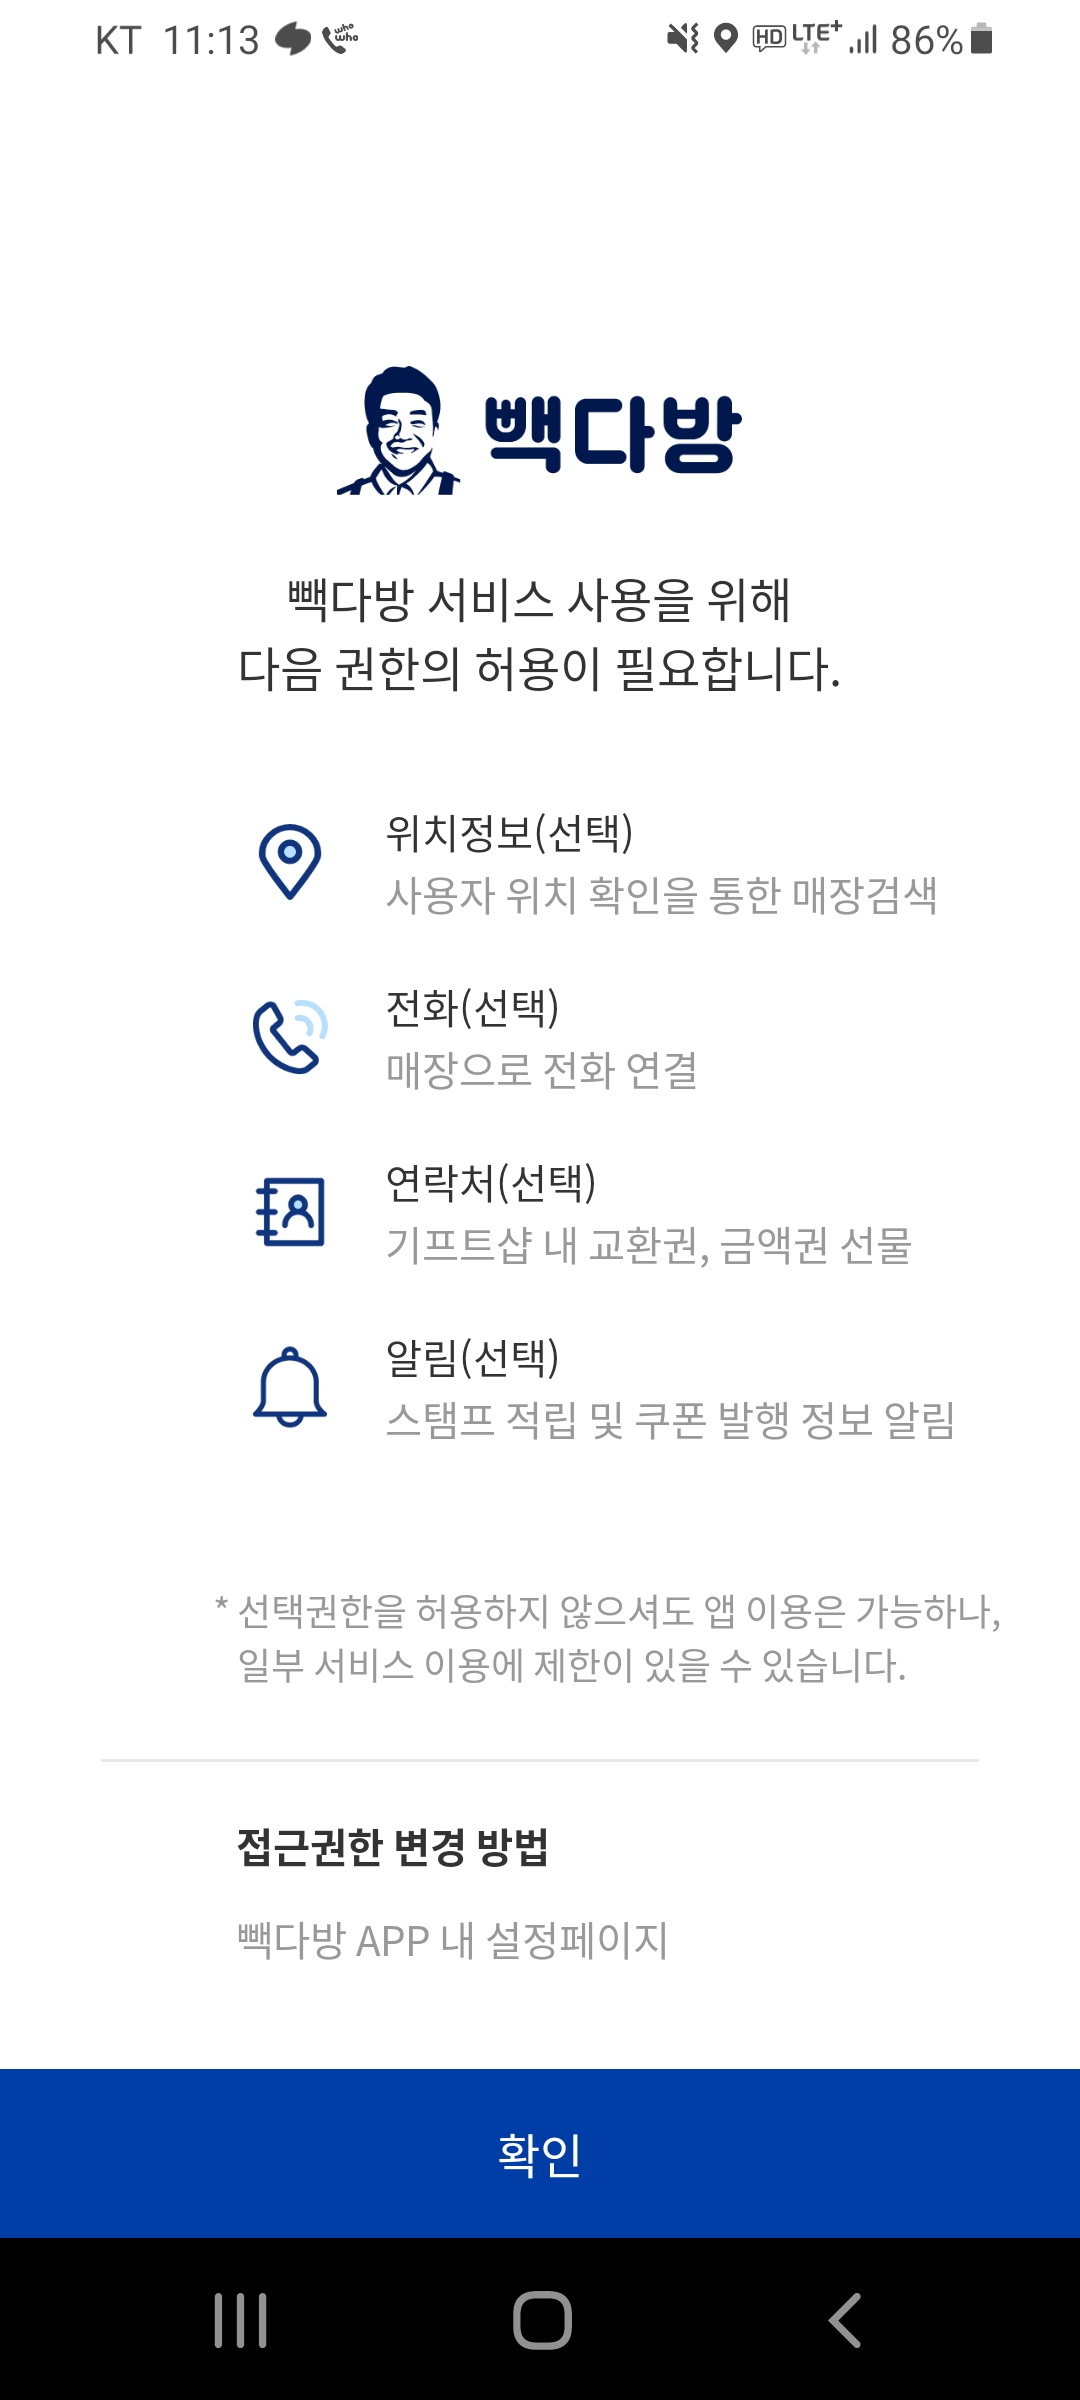 KT 11:13 who who HD LTE+ 86%
빽다방
빽다방 서비스 사용을 위해
다음 권한의 허용이 필요합니다.
위치정보(선택)
사용자 위치 확인을 통한 매장검색
전화(선택)
매장으로 전화 연결
연락처(선택)
기프트샵 내 교환권, 금액권 선물
알림(선택)
스탬프 적립 및 쿠폰 발행 정보 알림
* 선택권한을 허용하지 않으셔도 앱 이용은 가능하나,
일부 서비스 이용에 제한이 있을 수 있습니다.
접근권한 변경 방법
빽다방 APP 내 설정페이지
확인